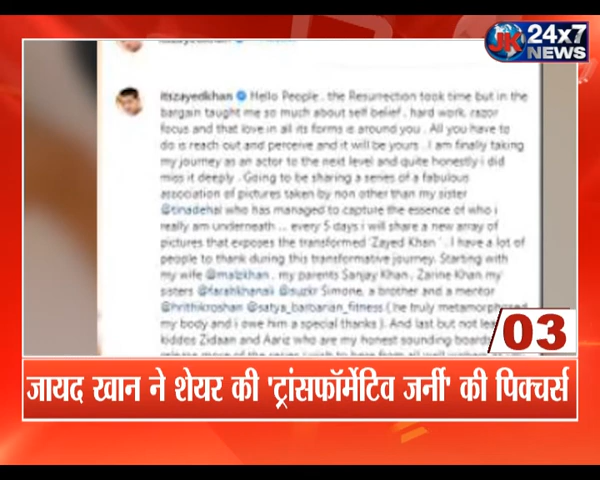 JK 24x7
NEWS
itszayedkhan Hello People , the Resurrection took time but in the
bargain taught me so much about self belief , hard work, razor
focus and that love in all its forms is around you . All you have to
do is reach out and perceive and it will be yours . I am finally taking
my journey as an actor to the next level and quite honestly i did
miss it deeply . Going to be sharing a series of a fabulous
association of pictures taken by non other than my sister
@tinadehal who has managed to capture the essence of who i
really am underneath ... every 5 days i will share a new array of
pictures that exposes the transformed 'Zayed Khan ' . I have a lot of
people to thank during this transformative journey. Starting with
my wife , my parents Sanjay Khan , Zarine Khan my
sisters Simone, a brother and a mentor
@hrithikroshan @satya_barbarian_fitness ( he truly metamorphosed
my body and i owe him a special thanks ). And last but not
kiddos Zidaan and Aariz who are my honest sounding
03
जायद खान ने शेयर की 'ट्रांसफॉर्मेटिव जर्नी' की पिक्चर्स